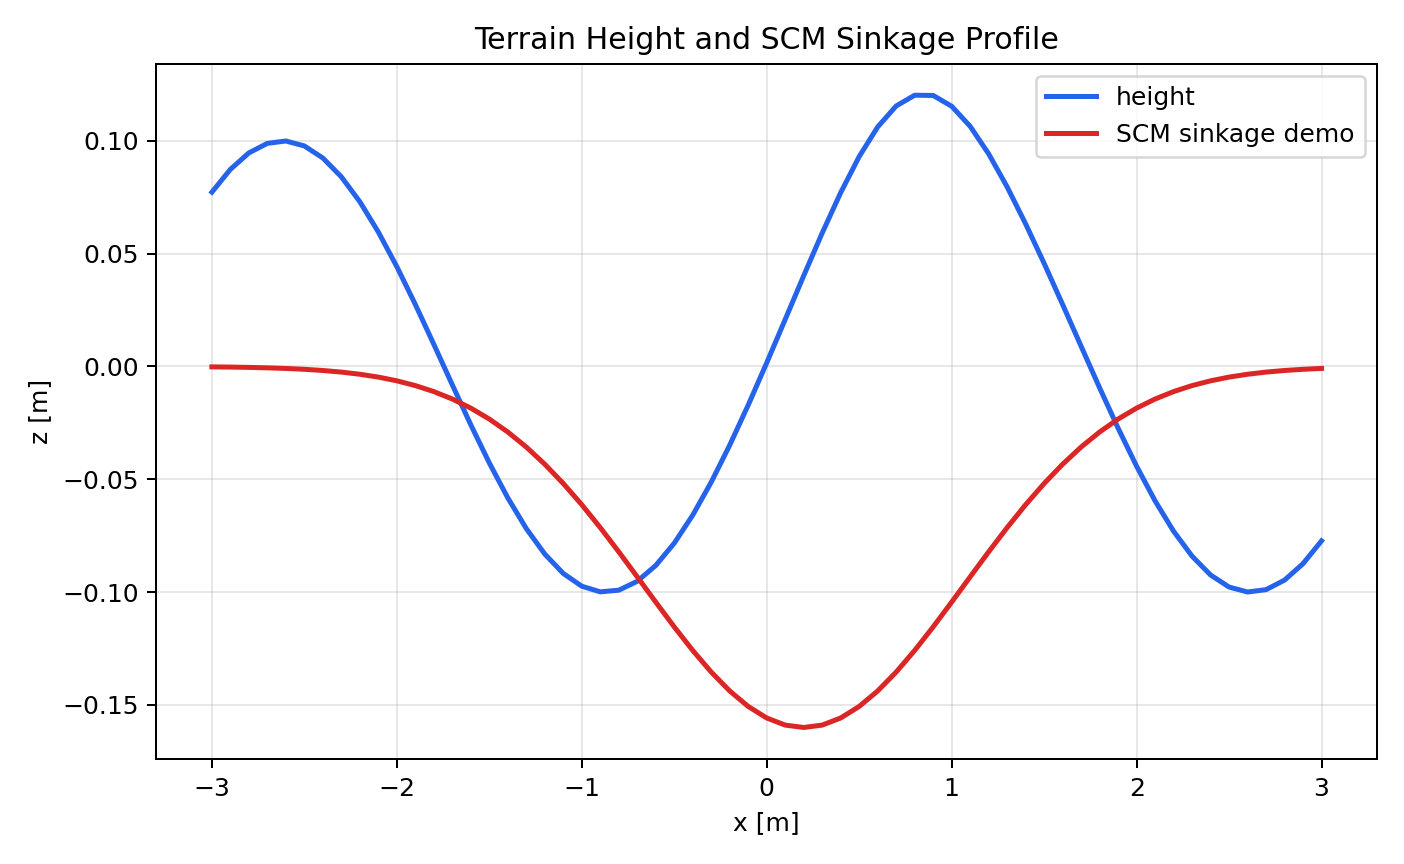 Terrain Height and SCM Sinkage Profile
height
SCM sinkage demo
0.10
0.05
0.00
−0.05
−0.10
−0.15
z [m]
−3 −2 −1 0 1 2 3
x [m]